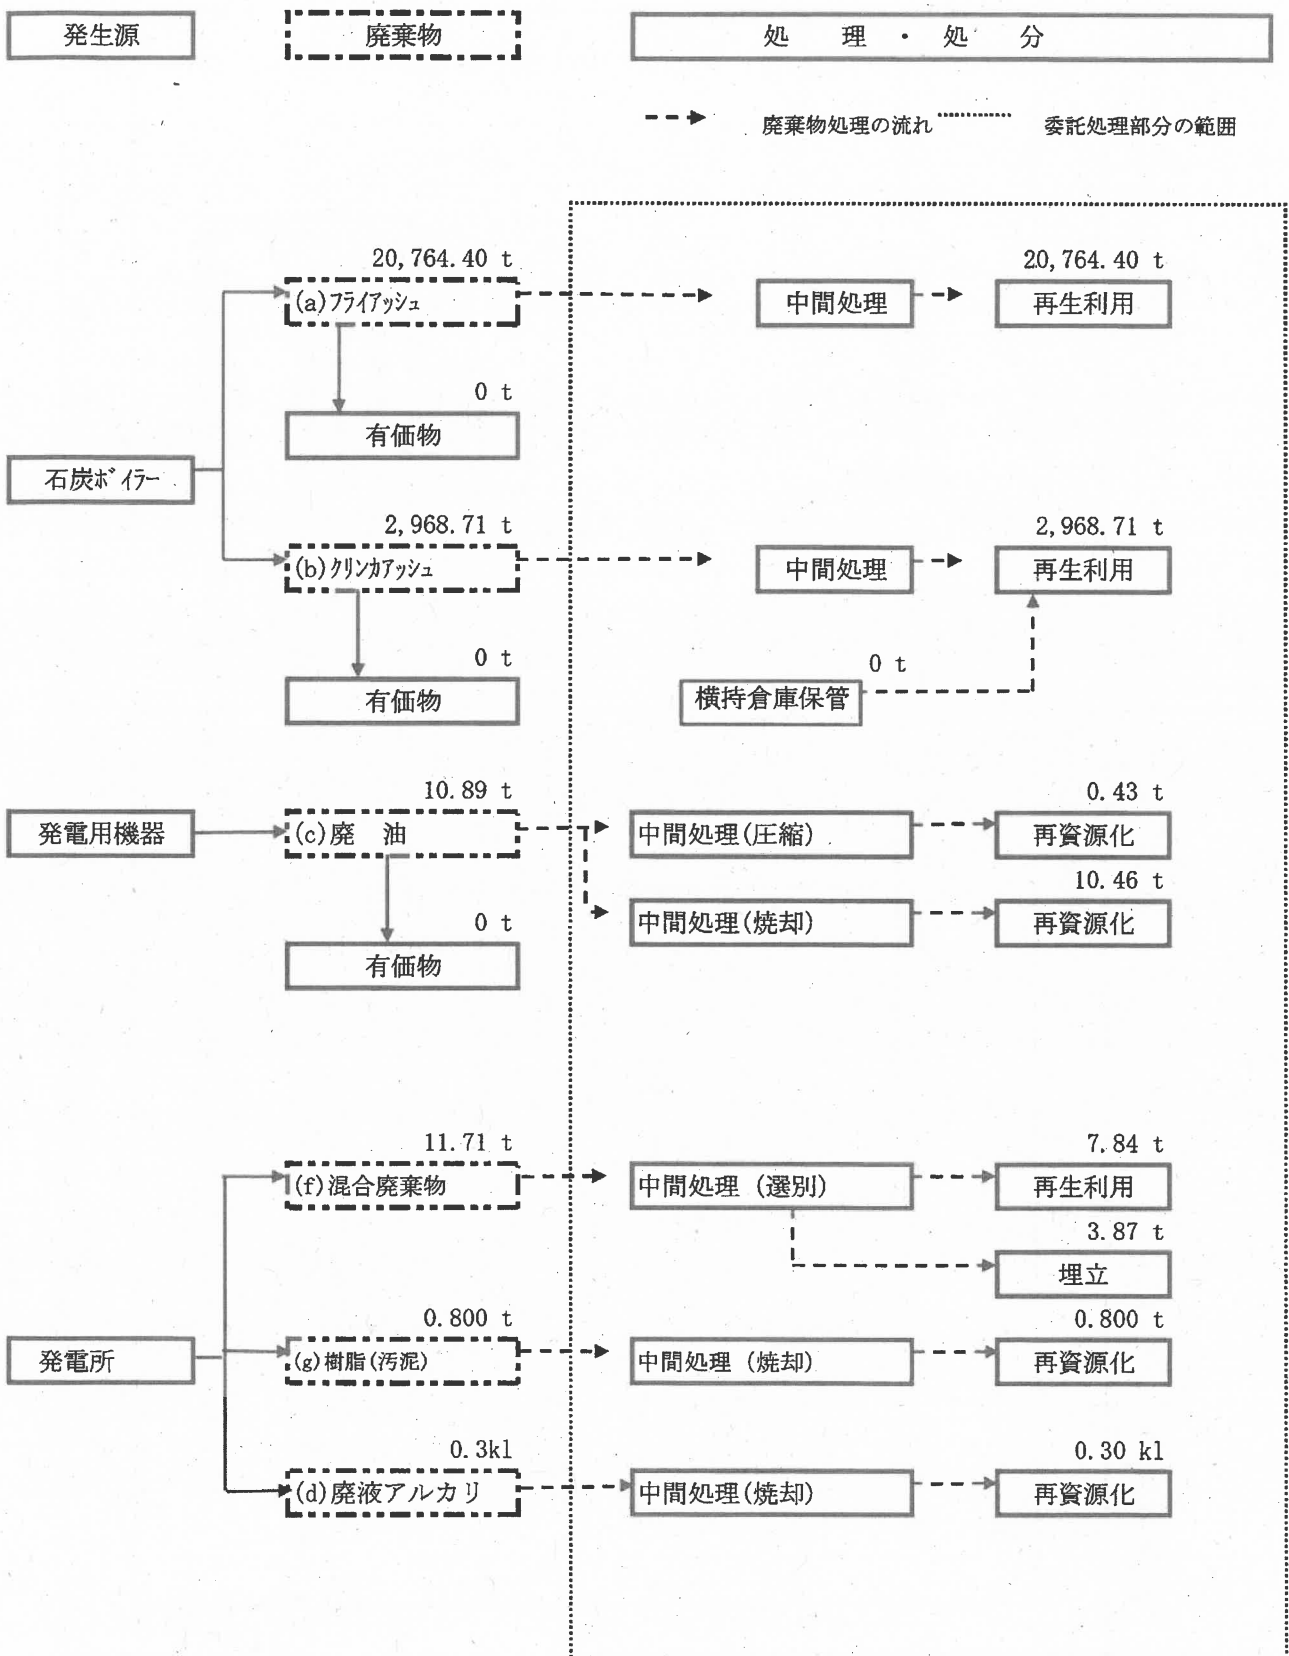 発生源
廃棄物
処 理 ・ 処 分
廃棄物処理の流れ
委託処理部分の範囲
20,764.40 t
20,764.40 t
(a)フライアッシュ
中間処理
再生利用
0 t
有価物
石炭ボイラー
2,968.71 t
2,968.71 t
(b)クリンカアッシュ
中間処理
再生利用
0 t
0 t
有価物
横持倉庫保管
10.89 t
0.43 t
発電用機器
(c)廃 油
中間処理(圧縮)
再資源化
10.46 t
0 t
中間処理(焼却)
再資源化
有価物
11.71 t
7.84 t
(f)混合廃棄物
中間処理 (選別)
再生利用
3.87 t
埋立
0.800 t
0.800 t
発電所
(g)樹脂(汚泥)
中間処理 (焼却)
再資源化
0.3kl
0.30 kl
(d)廃液アルカリ
中間処理(焼却)
再資源化